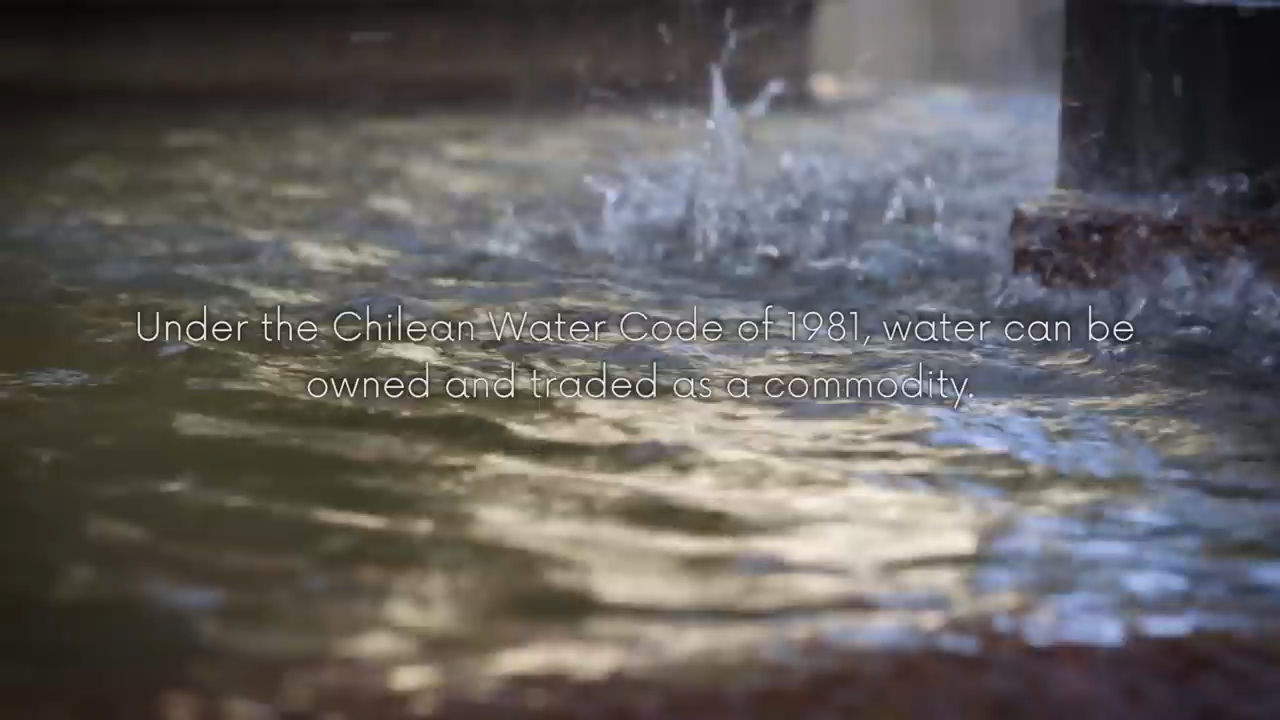 Under the Chilean Water Code of 1981, water can be
owned and traded as a commodity.